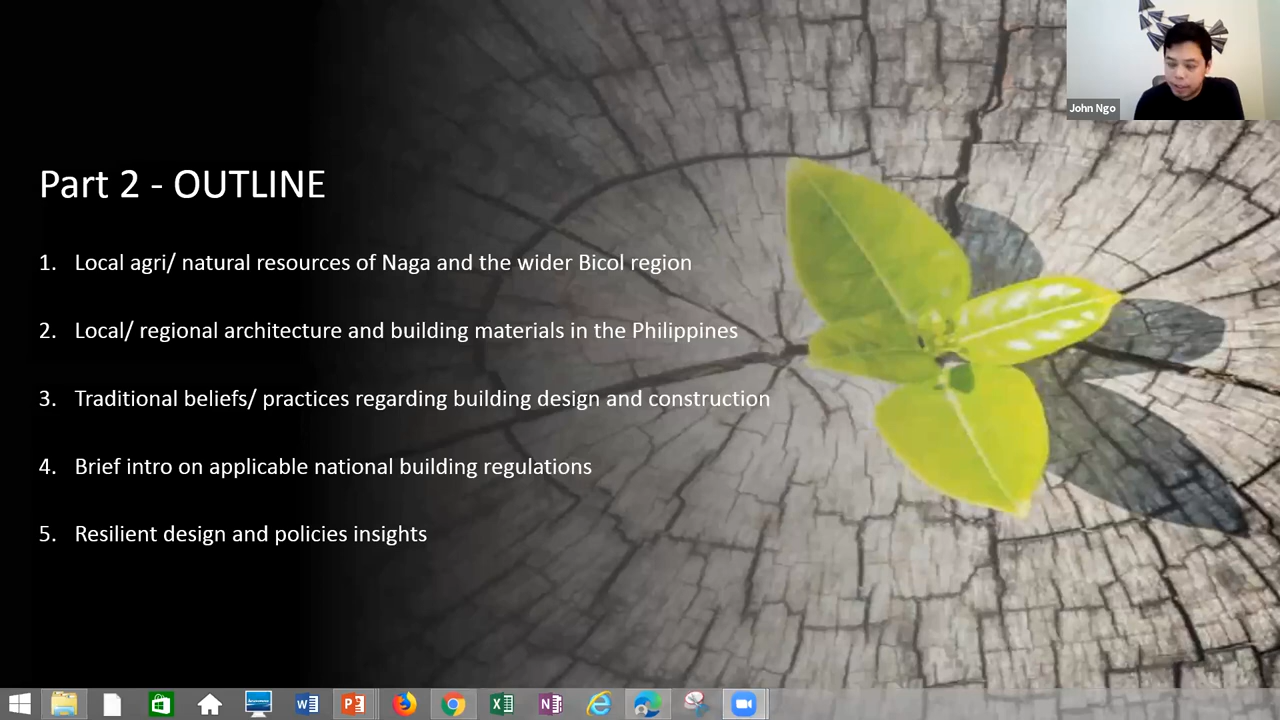 John Ngo
Part 2 - OUTLINE
1. Local agri/ natural resources of Naga and the wider Bicol region
2. Local/ regional architecture and building materials in the Philippines
3. Traditional beliefs/ practices regarding building design and construction
4. Brief intro on applicable national building regulations
5. Resilient design and policies insights